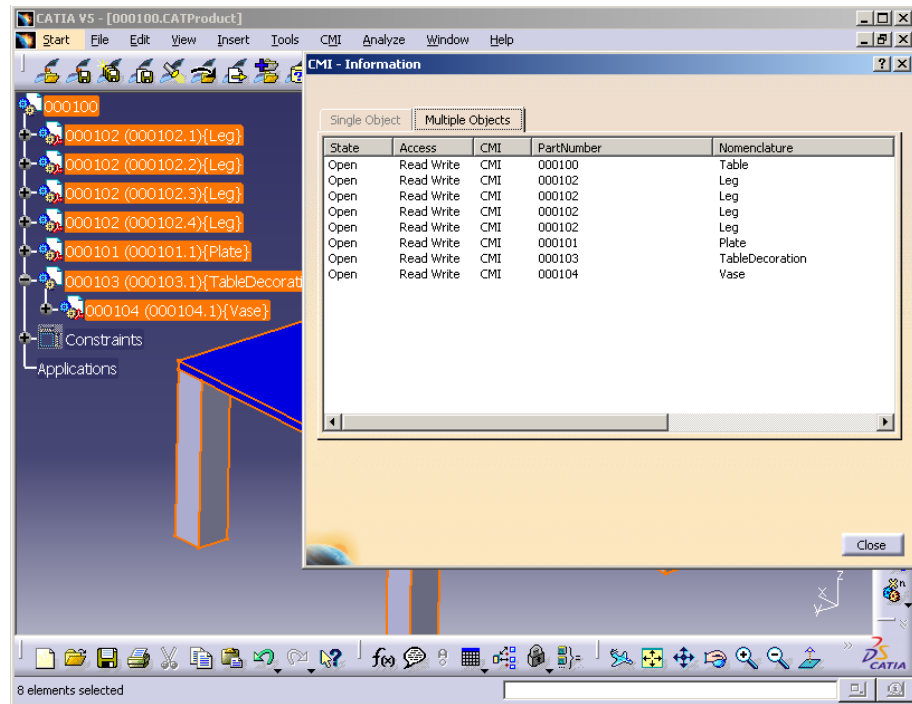 CATIA V5 - [000100.CATProduct]
Start File Edit View Insert Tools CMI Analyze Window Help
CMI - Information
000100
000102 (000102.1){Leg}
000102 (000102.2){Leg}
000102 (000102.3){Leg}
000102 (000102.4){Leg}
000101 (000101.1){Plate}
000103 (000103.1){TableDecorat
000104 (000104.1){Vase}
Constraints
Applications
Single Object Multiple Objects
State Access CMI PartNumber Nomenclature
Open Read Write CMI 000100 Table
Open Read Write CMI 000102 Leg
Open Read Write CMI 000102 Leg
Open Read Write CMI 000102 Leg
Open Read Write CMI 000102 Leg
Open Read Write CMI 000101 Plate
Open Read Write CMI 000103 TableDecoration
Open Read Write CMI 000104 Vase
Close
z
x
y
f(x)
CATIA
8 elements selected